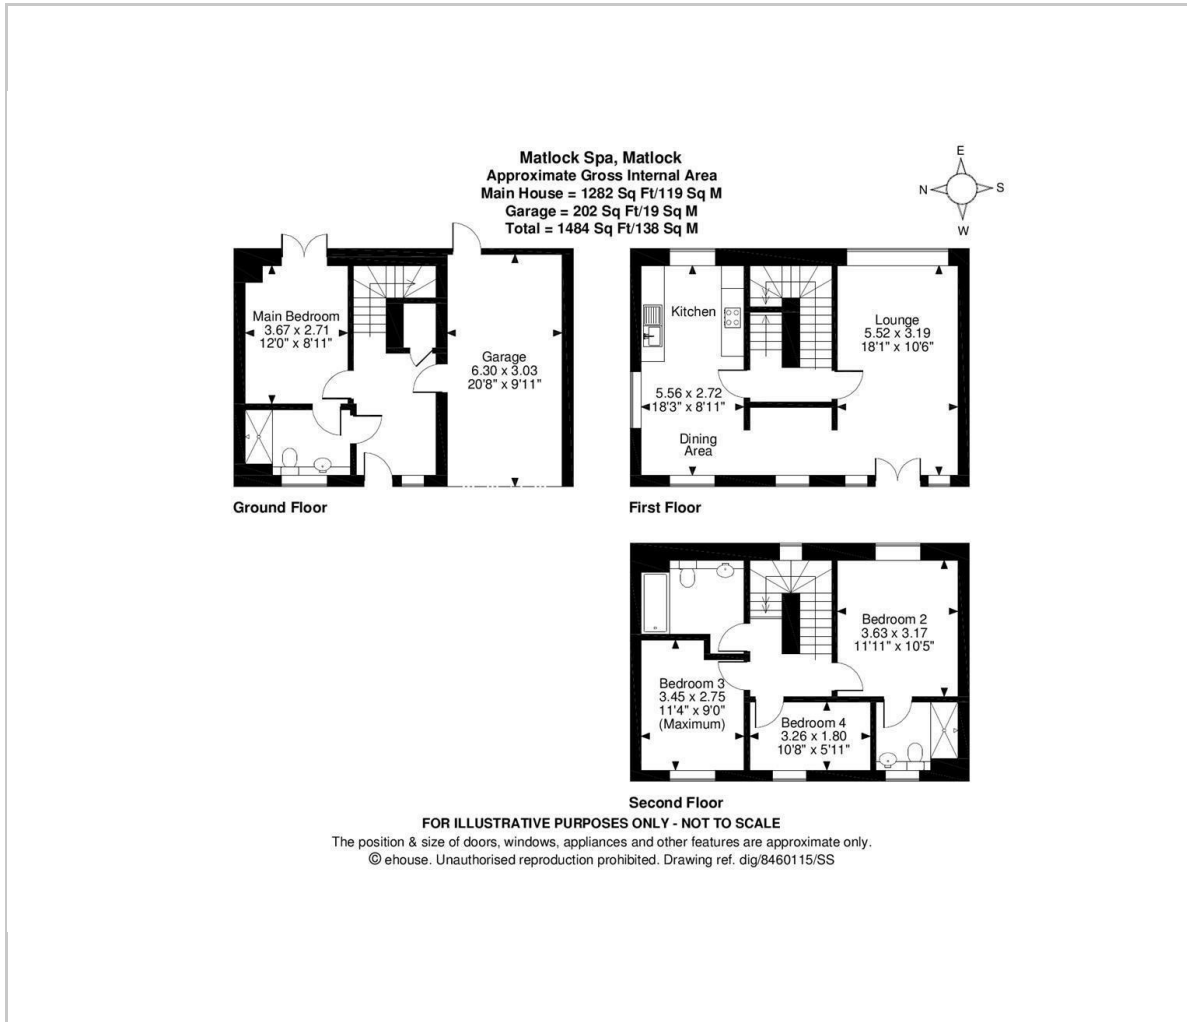 Matlock Spa, Matlock
Approximate Gross Internal Area
Main House = 1282 Sq Ft/119 Sq M
Garage = 202 Sq Ft/19 Sq M
Total = 1484 Sq Ft/138 Sq M
E
N
S
W
Main Bedroom
3.67 x 2.71
12'0" x 8'11"
Garage
6.30 x 3.03
20'8" x 9'11"
Ground Floor
Kitchen
5.56 x 2.72
18'3" x 8'11"
Dining
Area
Lounge
5.52 x 3.19
18'1" x 10'6"
First Floor
Bedroom 2
3.63 x 3.17
11'11" x 10'5"
Bedroom 3
3.45 x 2.75
11'4" x 9'0"
(Maximum)
Bedroom 4
3.26 x 1.80
10'8" x 5'11"
Second Floor
FOR ILLUSTRATIVE PURPOSES ONLY - NOT TO SCALE
The position & size of doors, windows, appliances and other features are approximate only.
© ehouse. Unauthorised reproduction prohibited. Drawing ref. dig/8460115/SS